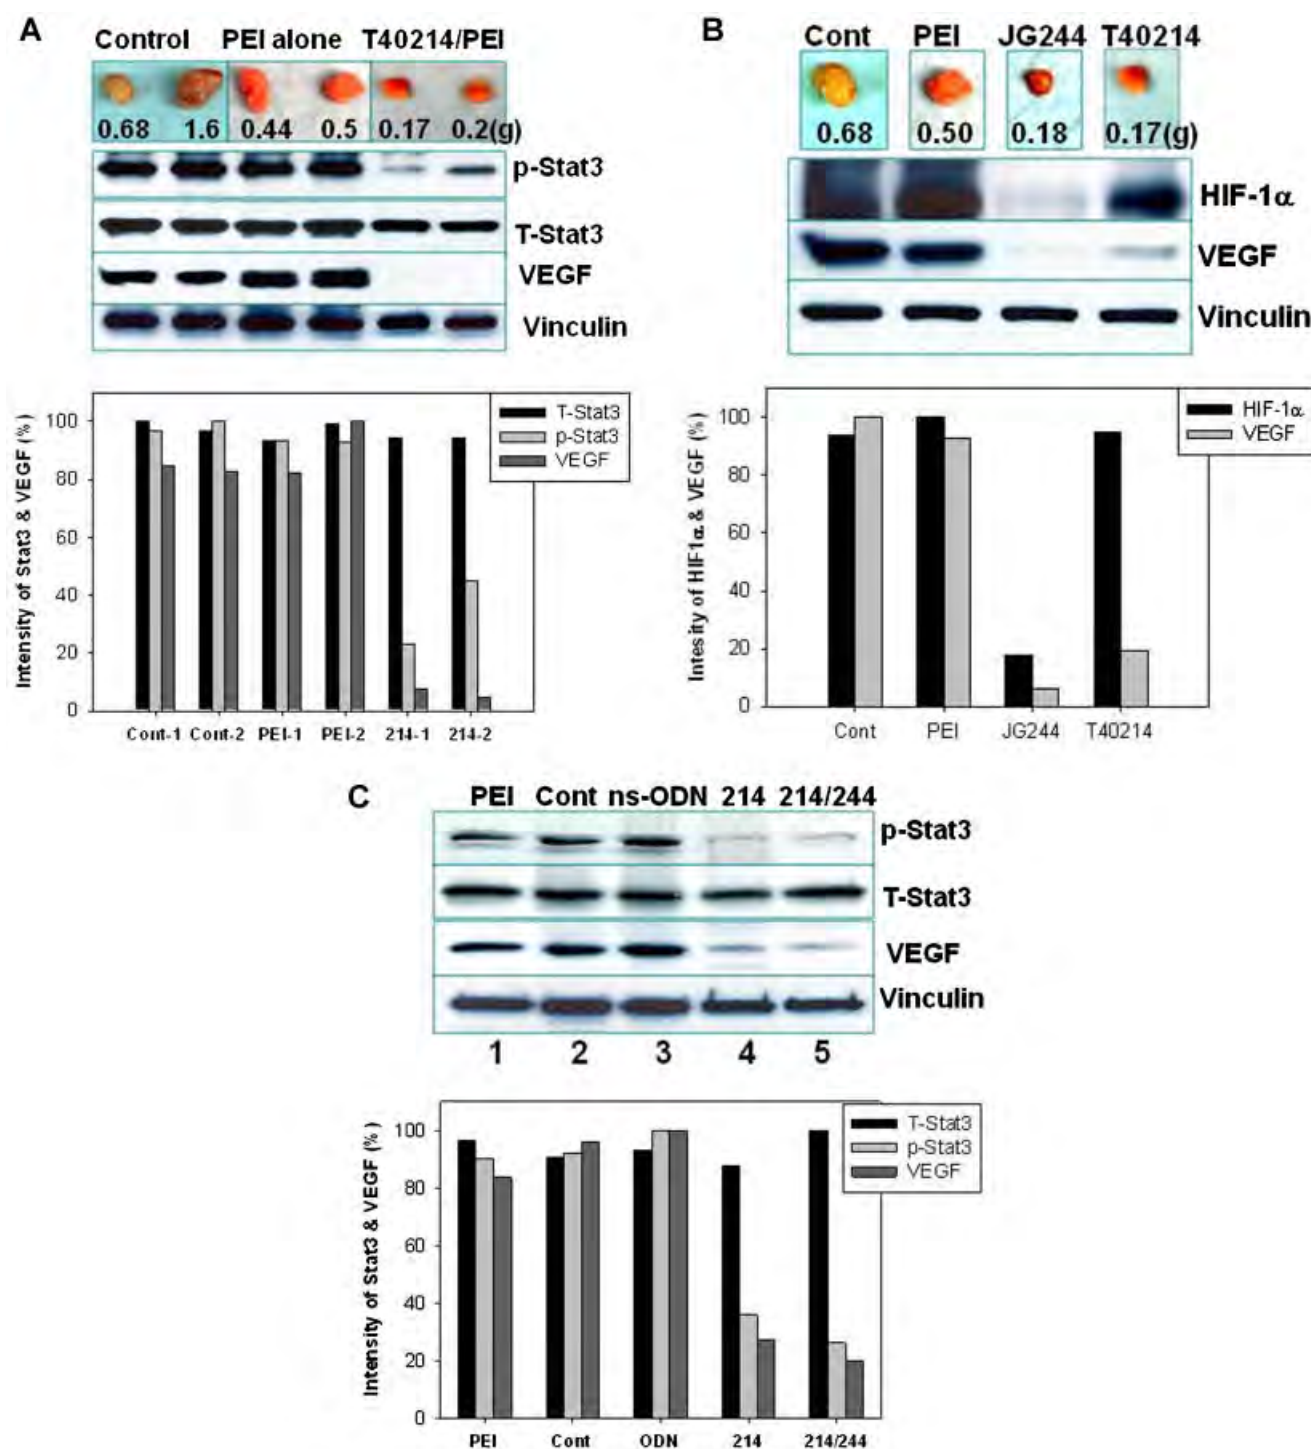 A
Control PEI alone T40214/PEI
0.68 1.6 0.44 0.5 0.17 0.2(g)
p-Stat3
T-Stat3
VEGF
Vinculin
Intensity of Stat3 & VEGF (%)
100
80
60
40
20
0
T-Stat3
p-Stat3
VEGF
Cont-1 Cont-2 PEI-1 PEI-2 214-1 214-2
B
Cont PEI JG244 T40214
0.68 0.50 0.18 0.17(g)
HIF-1α
VEGF
Vinculin
Intesity of HIF1α & VEGF (%)
100
80
60
40
20
0
HIF-1α
VEGF
Cont PEI JG244 T40214
C
PEI Cont ns-ODN 214 214/244
p-Stat3
T-Stat3
VEGF
Vinculin
1 2 3 4 5
Intensity of Stat3 & VEGF (%)
100
80
60
40
20
0
T-Stat3
p-Stat3
VEGF
PEI Cont ODN 214 214/244